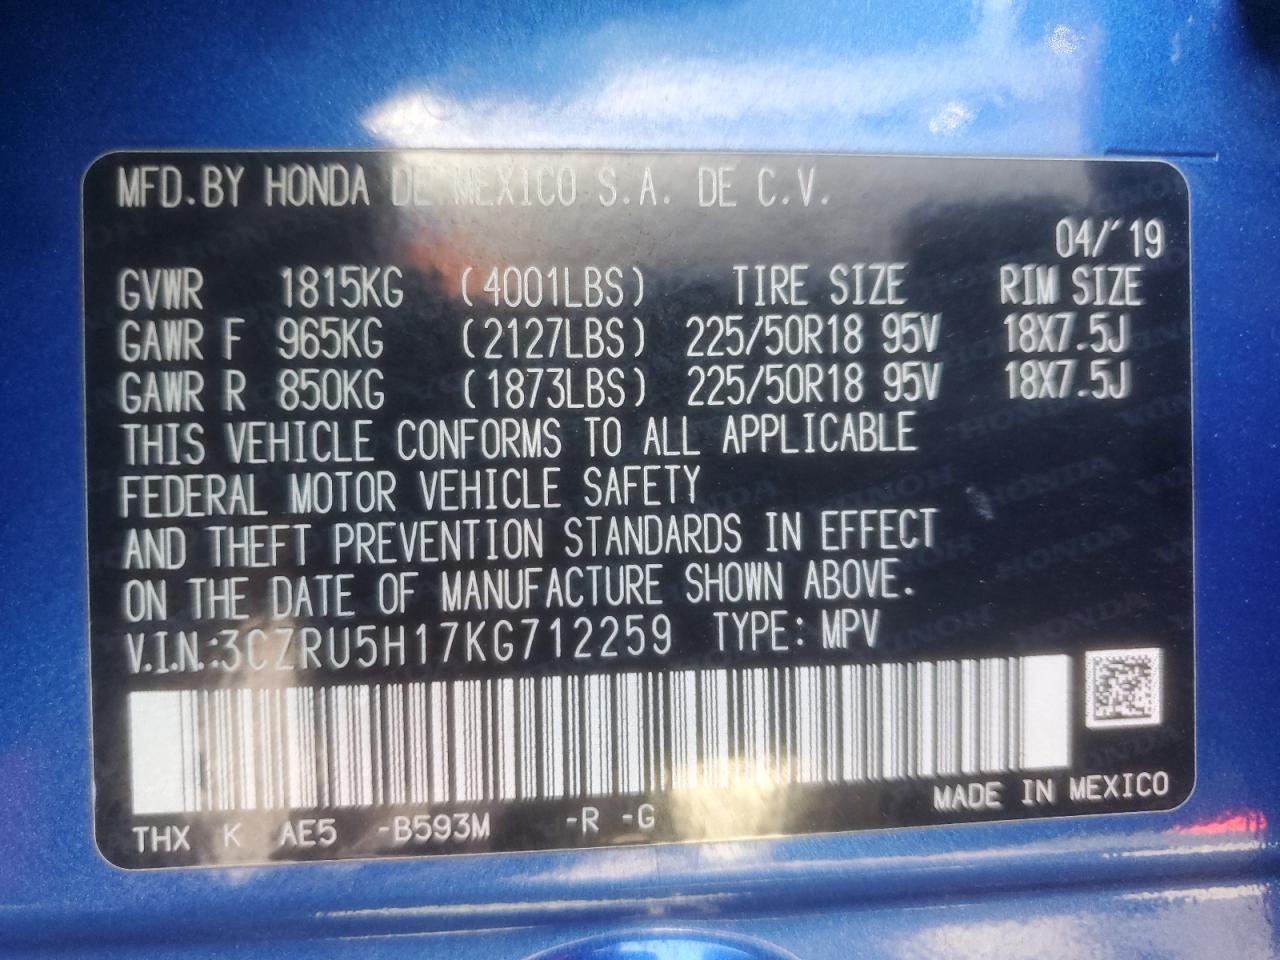 MFD.BY HONDA DE MEXICO S.A. DE C.V.
04/'19
GVWR 1815KG (4001LBS) TIRE SIZE RIM SIZE
GAWR F 965KG (2127LBS) 225/50R18 95V 18X7.5J
GAWR R 850KG (1873LBS) 225/50R18 95V 18X7.5J
THIS VEHICLE CONFORMS TO ALL APPLICABLE
FEDERAL MOTOR VEHICLE SAFETY
AND THEFT PREVENTION STANDARDS IN EFFECT
ON THE DATE OF MANUFACTURE SHOWN ABOVE.
V.I.N.:3CZRU5H17KG712259 TYPE: MPV
MADE IN MEXICO
THX K AE5 -B593M -R -G